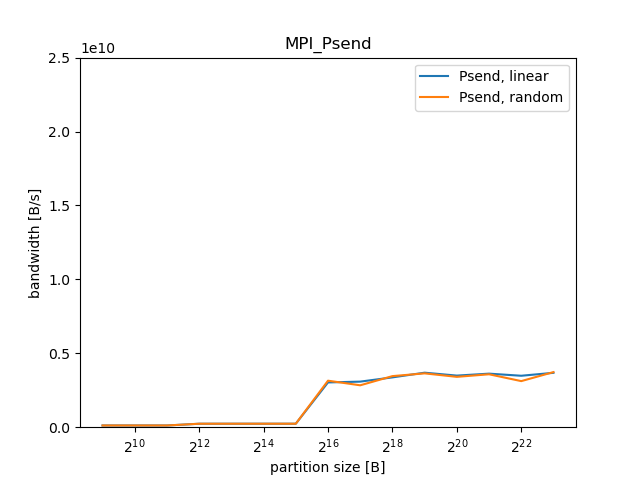 MPI_Psend
1e10
2.5
2.0
1.5
1.0
0.5
0.0
bandwidth [B/s]
Psend, linear
Psend, random
2^10 2^12 2^14 2^16 2^18 2^20 2^22
partition size [B]